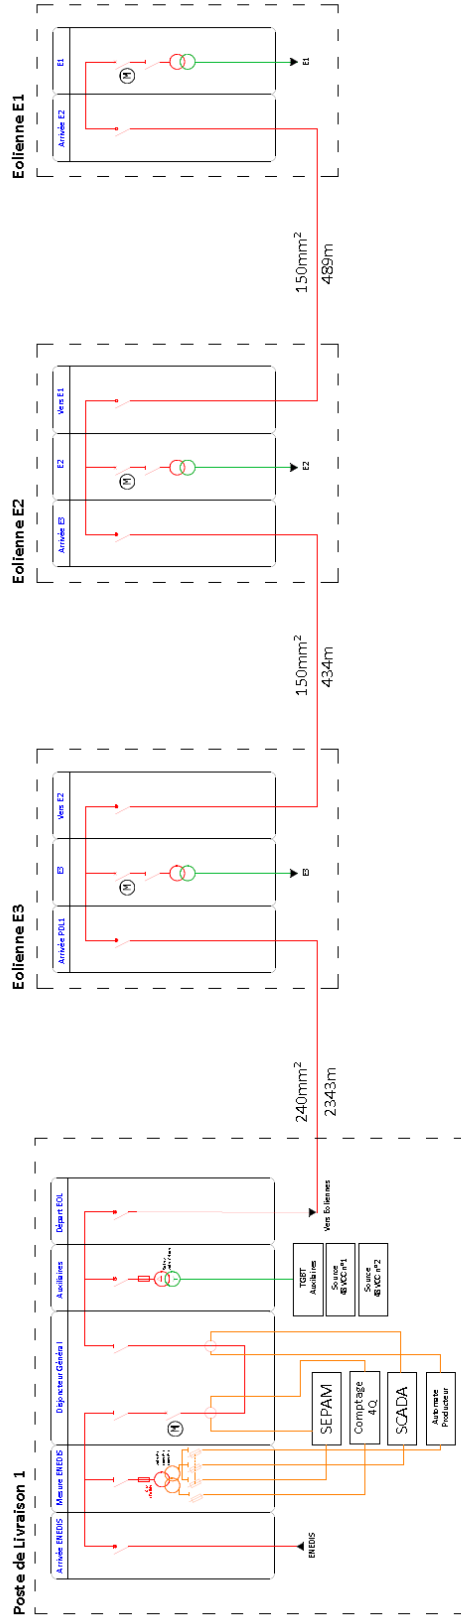 Poste de Livraison 1
Arrivée ENEDIS
Mesure ENEDIS
Disjoncteur Général
Auxiliaires
Départ EOL
M
ENEDIS
SEPAM
Comptage
4Q
SCADA
Automate
Producteur
TGBT
Auxiliaires
Source
48VCC n°1
Source
48VCC n°2
Vers Eoliennes
240mm²
2343m
Eolienne E3
Arrivée PDL1
E3
Vers E2
M
E3
150mm²
434m
Eolienne E2
Arrivée E3
E2
Vers E1
M
E2
150mm²
489m
Eolienne E1
Arrivée E2
E1
M
E1